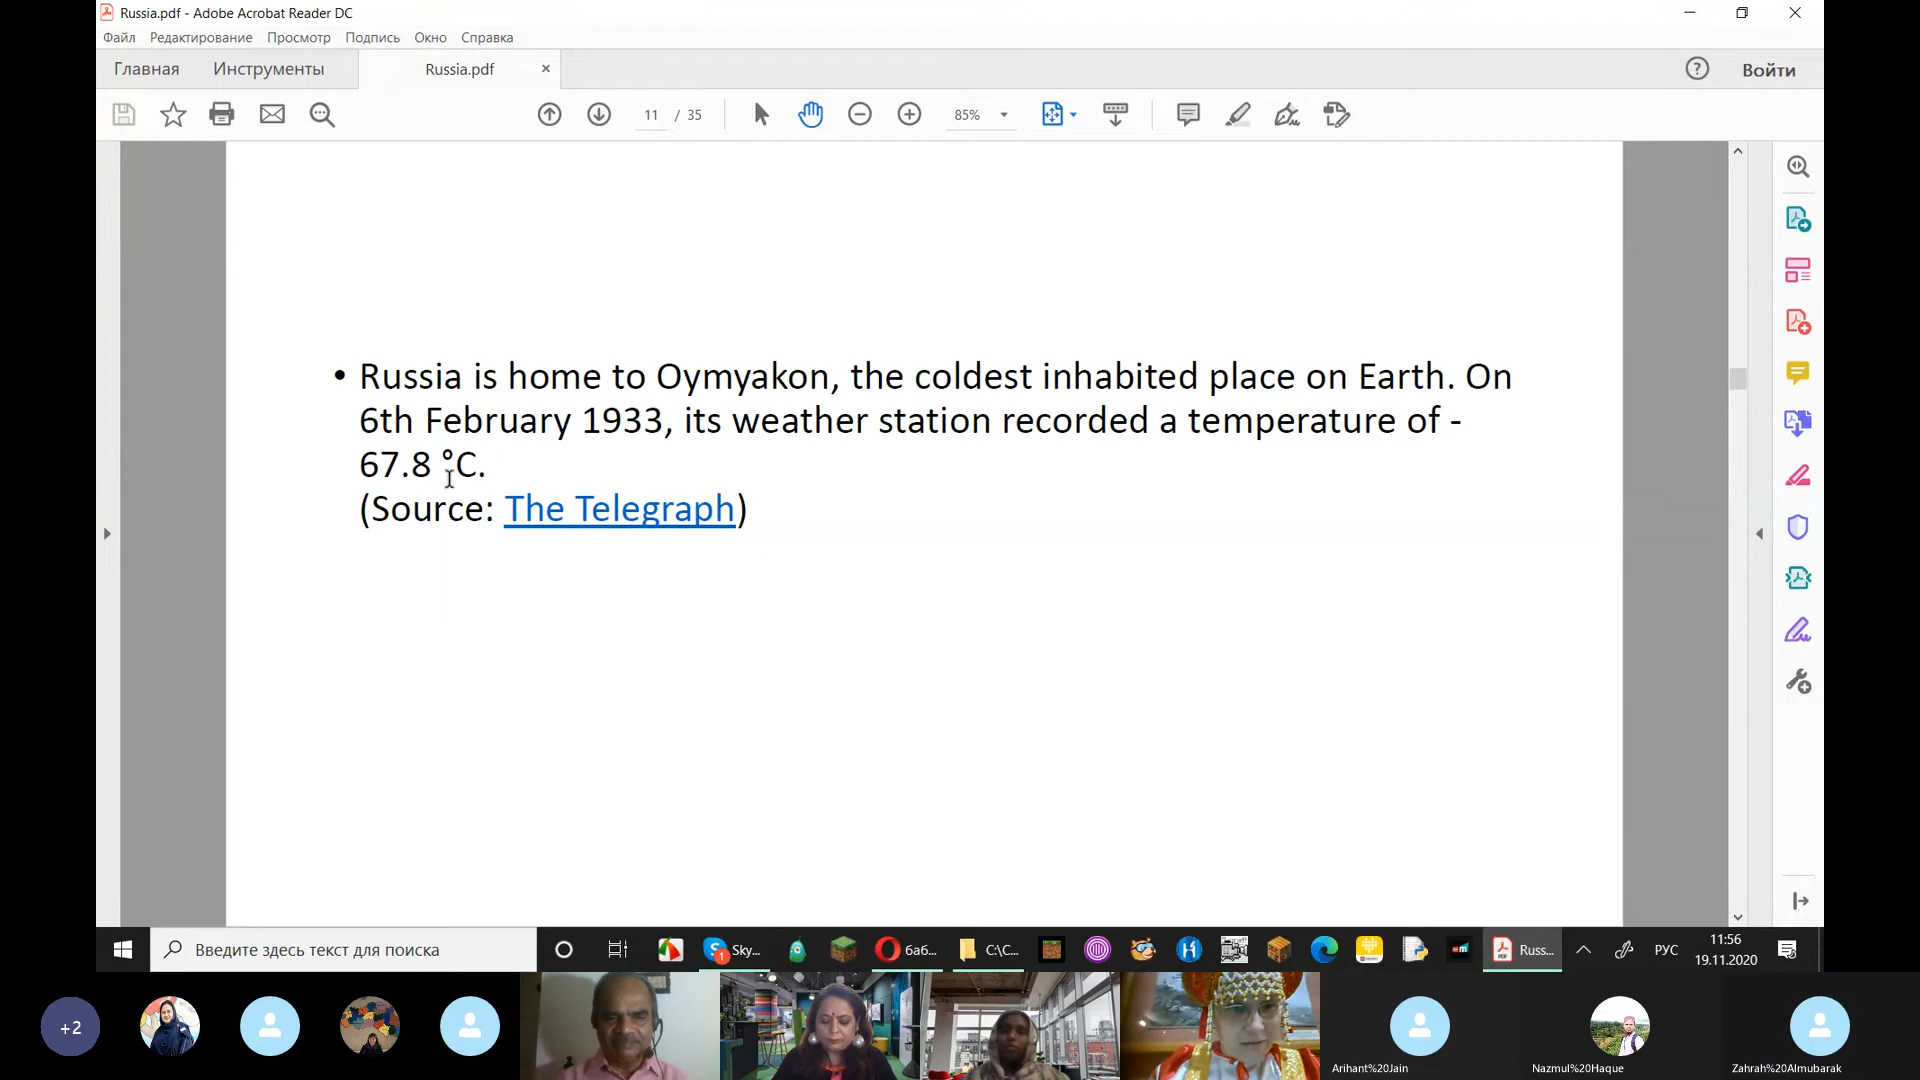 Russia.pdf - Adobe Acrobat Reader DC
Файл Редактирование Просмотр Подпись Окно Справка
Главная Инструменты Russia.pdf × Войти
11 / 35 85%
• Russia is home to Oymyakon, the coldest inhabited place on Earth. On
6th February 1933, its weather station recorded a temperature of -
67.8 °C.
(Source: The Telegraph)
Введите здесь текст для поиска Sky... баб... C:\C... Russ... РУС 11:56
19.11.2020
+2
Arihant%20Jain Nazmul%20Haque Zahrah%20Almubarak